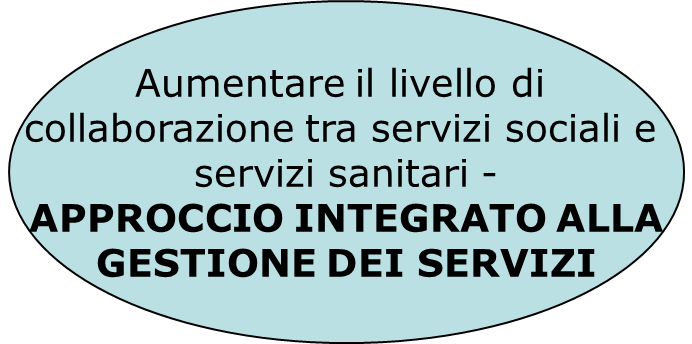 Aumentare il livello di
collaborazione tra servizi sociali e
servizi sanitari -
APPROCCIO INTEGRATO ALLA
GESTIONE DEI SERVIZI